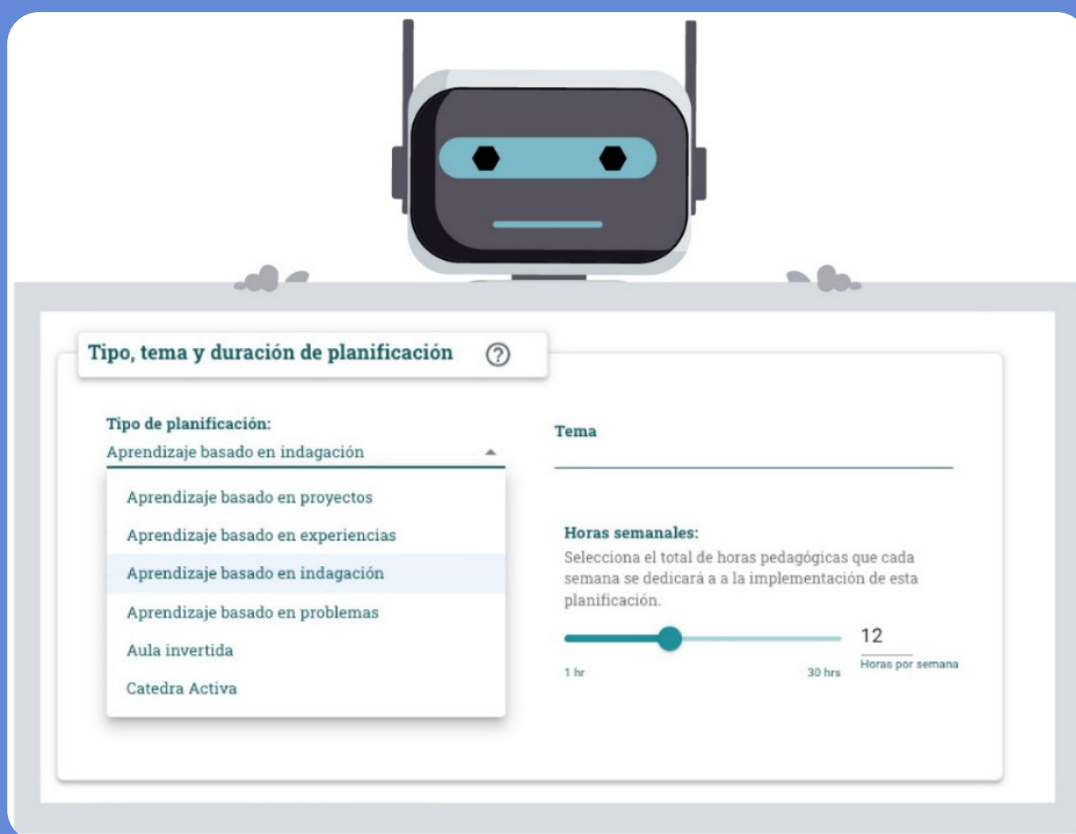 Tipo, tema y duración de planificación
?
Tipo de planificación:
Aprendizaje basado en indagación
Aprendizaje basado en proyectos
Aprendizaje basado en experiencias
Aprendizaje basado en indagación
Aprendizaje basado en problemas
Aula invertida
Catedra Activa
Tema
Horas semanales:
Selecciona el total de horas pedagógicas que cada
semana se dedicará a a la implementación de esta
planificación.
12
Horas por semana
1 hr
30 hrs